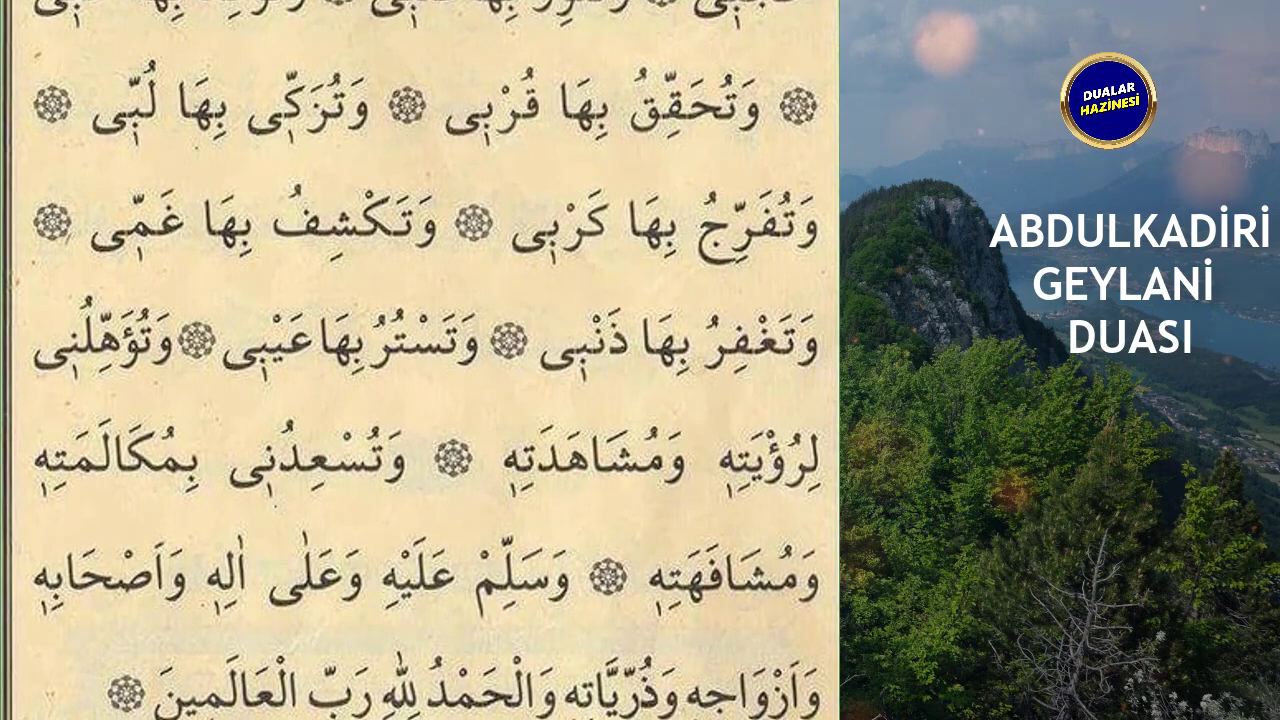 ۞ وَتُحَقِّقُ بِهَا قُرْبِى ۞ وَتُزَكِّى بِهَا لُبِّى ۞
وَتُفَرِّجُ بِهَا كَرْبِى ۞ وَتَكْشِفُ بِهَا غَمِّى ۞
وَتَغْفِرُ بِهَا ذَنْبِى ۞ وَتَسْتُرُ بِهَا عَيْبِى ۞ وَتُؤَهِّلُنِى
لِرُؤْيَتِهِ وَمُشَاهَدَتِهِ ۞ وَتُسْعِدُنِى بِمُكَالَمَتِهِ
وَمُشَافَهَتِهِ ۞ وَسَلِّمْ عَلَيْهِ وَعَلٰى اٰلِهِ وَاَصْحَابِهِ
وَاَزْوَاجِهِ وَذُرِّيَّاتِهِ وَالْحَمْدُ لِلّٰهِ رَبِّ الْعَالَمِينَ ۞
DUALAR
HAZİNESİ
ABDULKADİRİ
GEYLANİ
DUASI